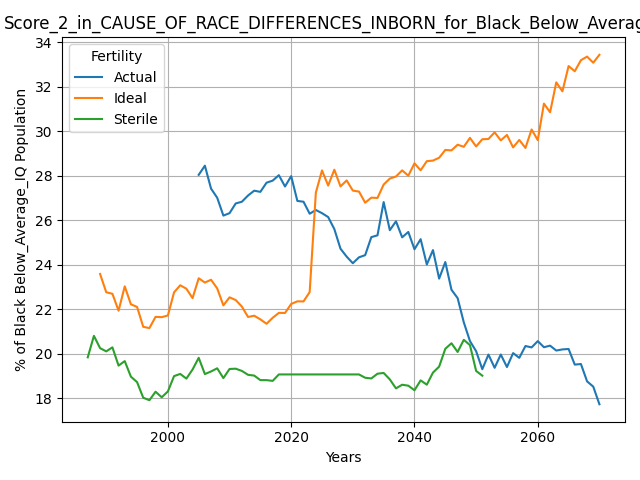 Score_2_in_CAUSE_OF_RACE_DIFFERENCES_INBORN_for_Black_Below_Averag
Fertility
Actual
Ideal
Sterile
% of Black Below_Average_IQ Population
34
32
30
28
26
24
22
20
18
2000 2020 2040 2060
Years